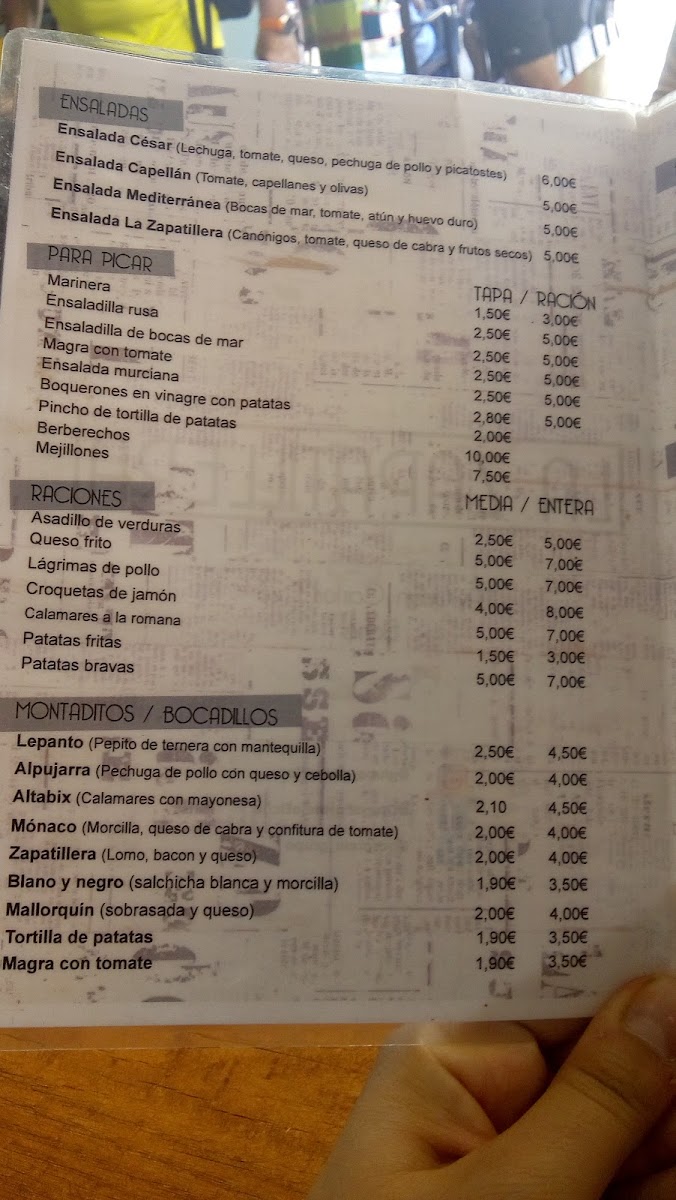 ENSALADAS
Ensalada César (Lechuga, tomate, queso, pechuga de pollo y picatostes) 6,00€
Ensalada Capellán (Tomate, capellanes y olivas) 5,00€
Ensalada Mediterránea (Bocas de mar, tomate, atún y huevo duro) 5,00€
Ensalada La Zapatillera (Canónigos, tomate, queso de cabra y frutos secos) 5,00€
PARA PICAR TAPA / RACIÓN
Marinera 1,50€ 3,00€
Ensaladilla rusa 2,50€ 5,00€
Ensaladilla de bocas de mar 2,50€ 5,00€
Magra con tomate 2,50€ 5,00€
Ensalada murciana 2,50€ 5,00€
Boquerones en vinagre con patatas 2,80€ 5,00€
Pincho de tortilla de patatas 2,00€
Berberechos 10,00€
Mejillones 7,50€
RACIONES MEDIA / ENTERA
Asadillo de verduras 2,50€ 5,00€
Queso frito 5,00€ 7,00€
Lágrimas de pollo 5,00€ 7,00€
Croquetas de jamón 4,00€ 8,00€
Calamares a la romana 5,00€ 7,00€
Patatas fritas 1,50€ 3,00€
Patatas bravas 5,00€ 7,00€
MONTADITOS / BOCADILLOS
Lepanto (Pepito de ternera con mantequilla) 2,50€ 4,50€
Alpujarra (Pechuga de pollo con queso y cebolla) 2,00€ 4,00€
Altabix (Calamares con mayonesa) 2,10 4,50€
Mónaco (Morcilla, queso de cabra y confitura de tomate) 2,00€ 4,00€
Zapatillera (Lomo, bacon y queso) 2,00€ 4,00€
Blano y negro (salchicha blanca y morcilla) 1,90€ 3,50€
Mallorquín (sobrasada y queso) 2,00€ 4,00€
Tortilla de patatas 1,90€ 3,50€
Magra con tomate 1,90€ 3,50€